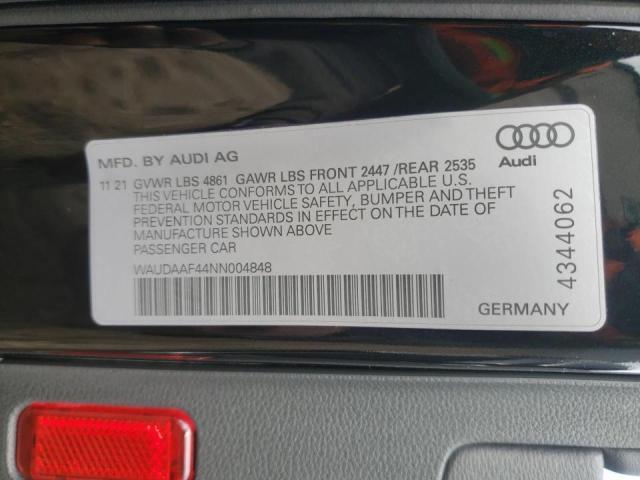 MFD. BY AUDI AG
Audi
11 21 GVWR LBS 4861 GAWR LBS FRONT 2447 /REAR 2535
THIS VEHICLE CONFORMS TO ALL APPLICABLE U.S.
FEDERAL MOTOR VEHICLE SAFETY, BUMPER AND THEFT
PREVENTION STANDARDS IN EFFECT ON THE DATE OF
MANUFACTURE SHOWN ABOVE
PASSENGER CAR
WAUDAAF44NN004848
4344062
GERMANY